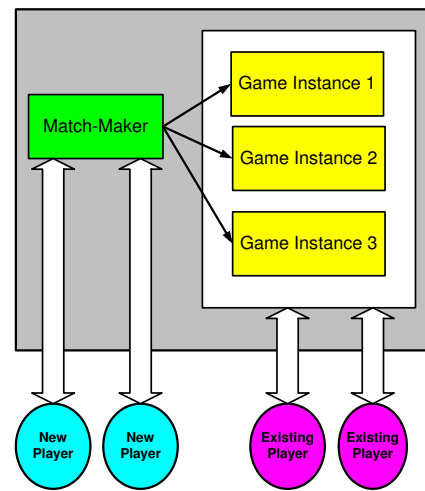 Game Instance 1
Match-Maker
Game Instance 2
Game Instance 3
New
Player
New
Player
Existing
Player
Existing
Player